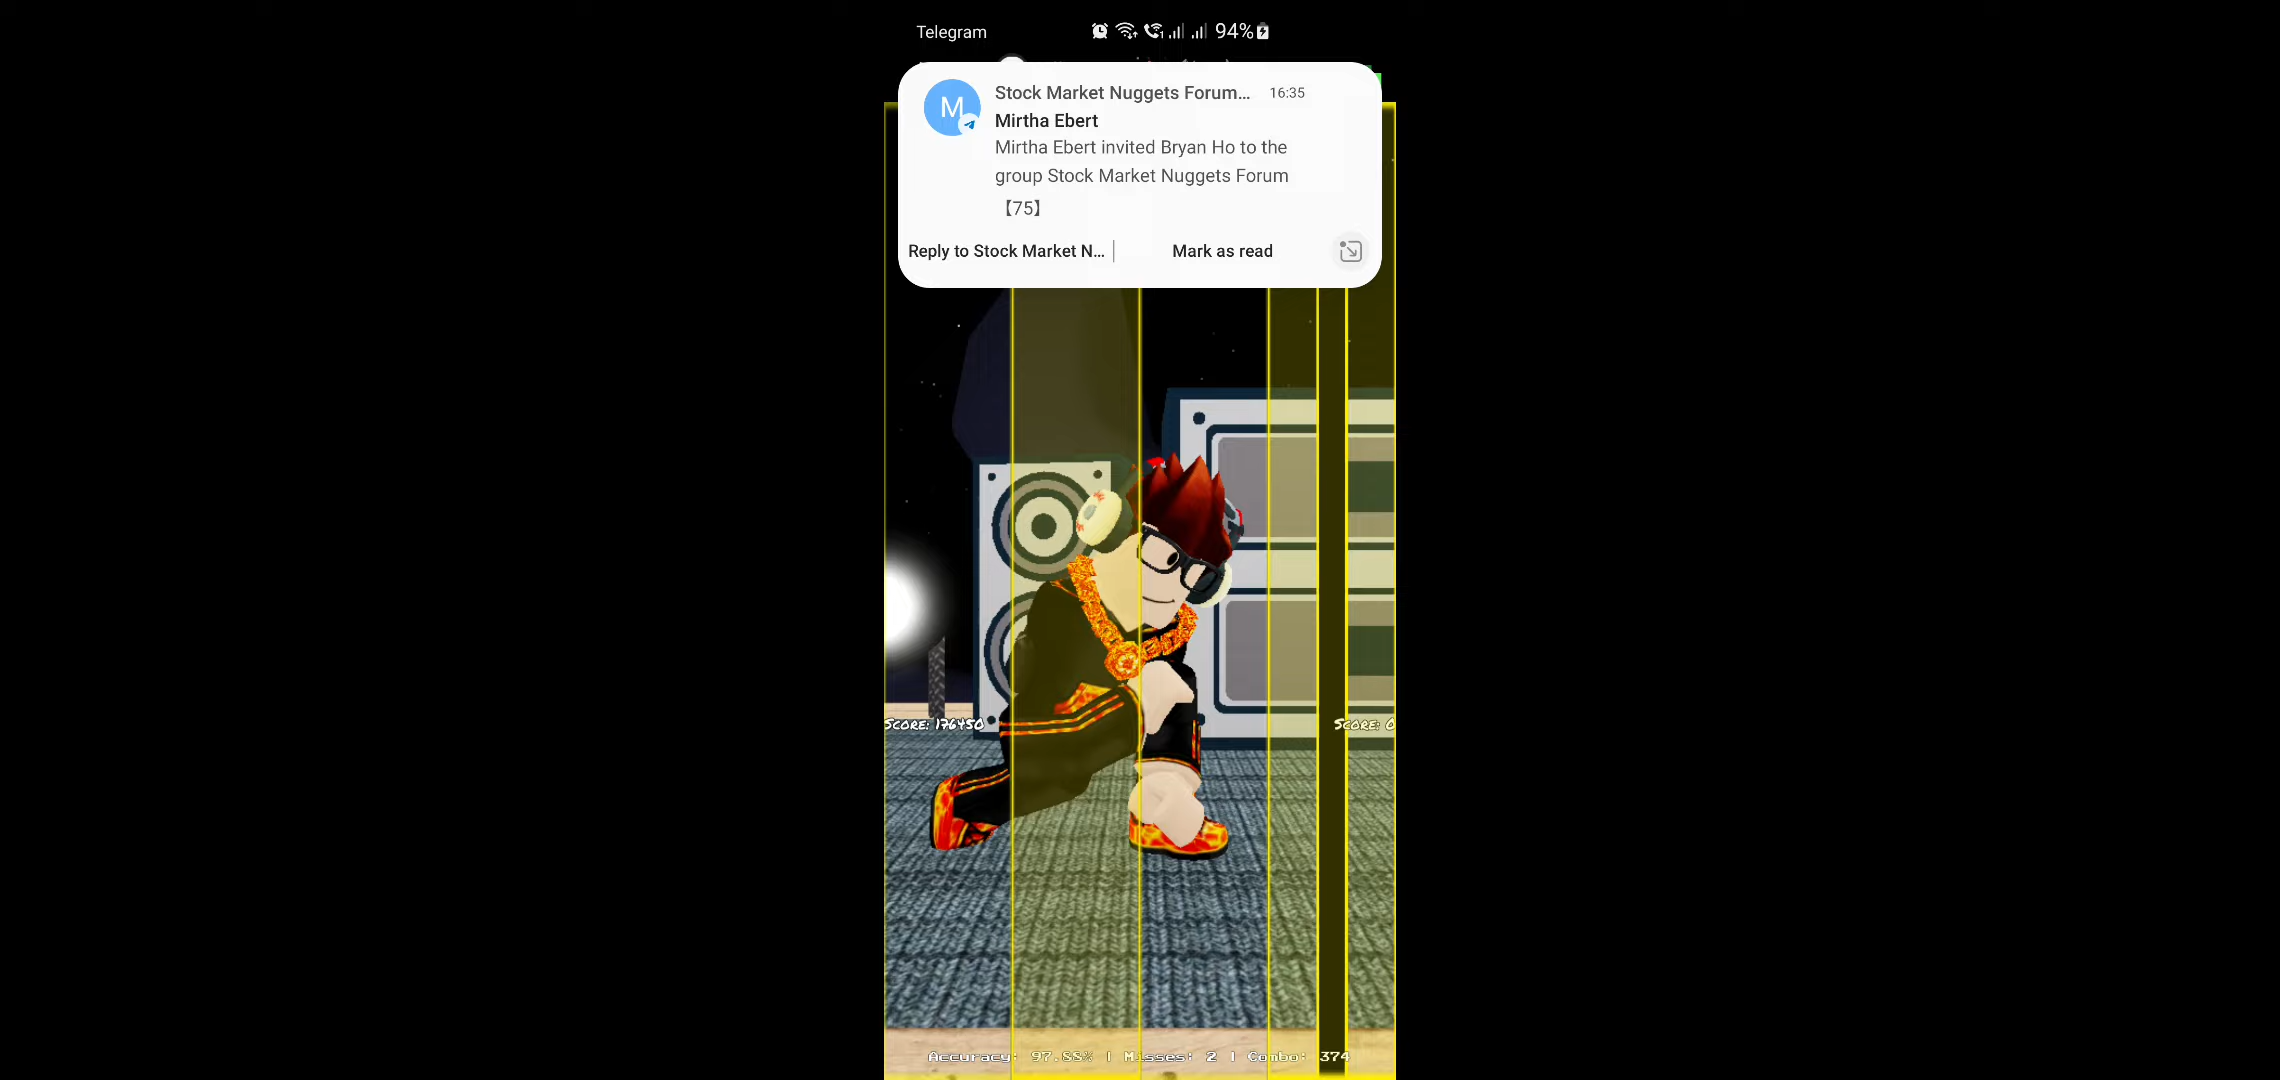 Telegram
94%
M
Stock Market Nuggets Forum... 16:35
Mirtha Ebert
Mirtha Ebert invited Bryan Ho to the
group Stock Market Nuggets Forum
【75】
Reply to Stock Market N... Mark as read
Score: 176450
Score: 0
Accuracy: 97.88% | Misses: 2 | Combo: 374